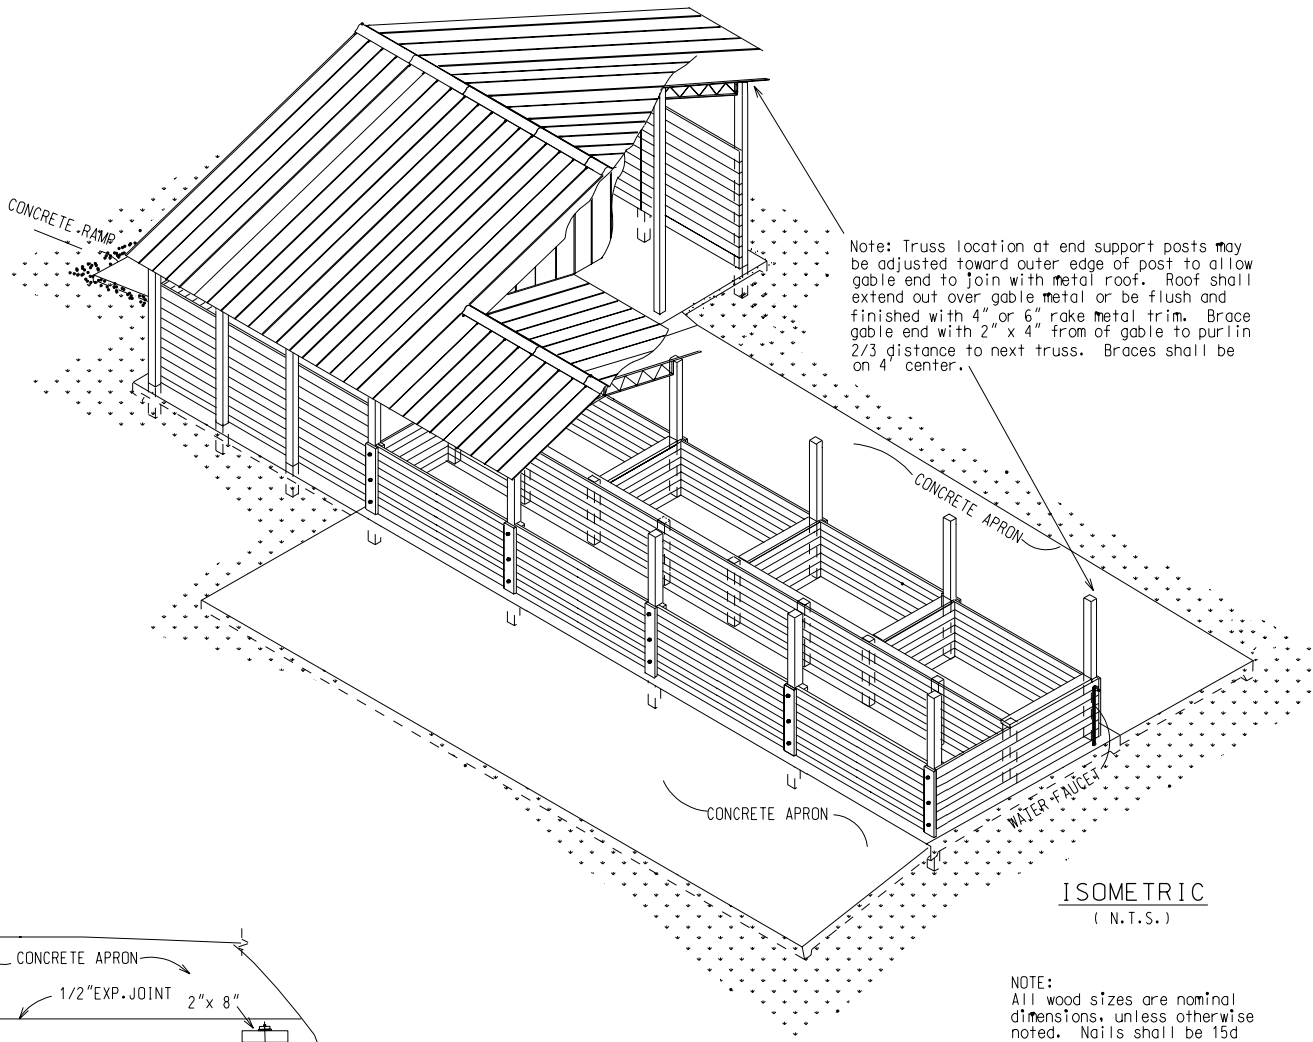 CONCRETE RAMP
Note: Truss location at end support posts may
be adjusted toward outer edge of post to allow
gable end to join with metal roof. Roof shall
extend out over gable metal or be flush and
finished with 4" or 6" rake metal trim. Brace
gable end with 2" x 4" from of gable to purlin
2/3 distance to next truss. Braces shall be
on 4' center.
CONCRETE APRON
CONCRETE APRON
WATER FAUCET
ISOMETRIC
( N.T.S.)
CONCRETE APRON
1/2"EXP.JOINT
2"x 8"
NOTE:
All wood sizes are nominal
dimensions, unless otherwise
noted. Nails shall be 15d